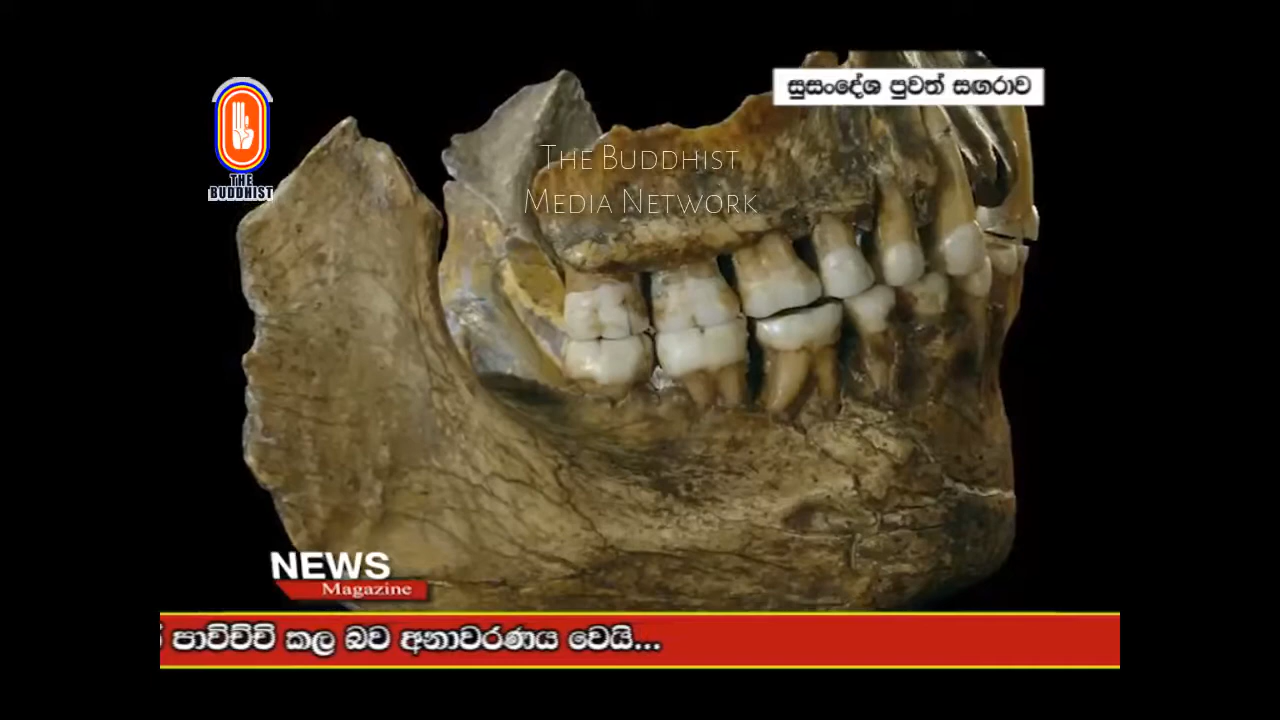 සුසංදේශ පුවත් සඟරාව
THE BUDDHIST
THE BUDDHIST
MEDIA NETWORK
NEWS
Magazine
පාවිච්චි කල බව අනාවරණය වෙයි...